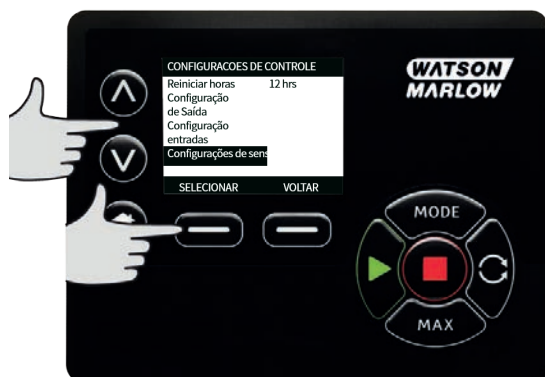 WATSON
MARLOW
CONFIGURACOES DE CONTROLE
Reiniciar horas 12 hrs
Configuração
de Saída
Configuração
entradas
Configurações de sens
SELECIONAR VOLTAR
MODE
MAX